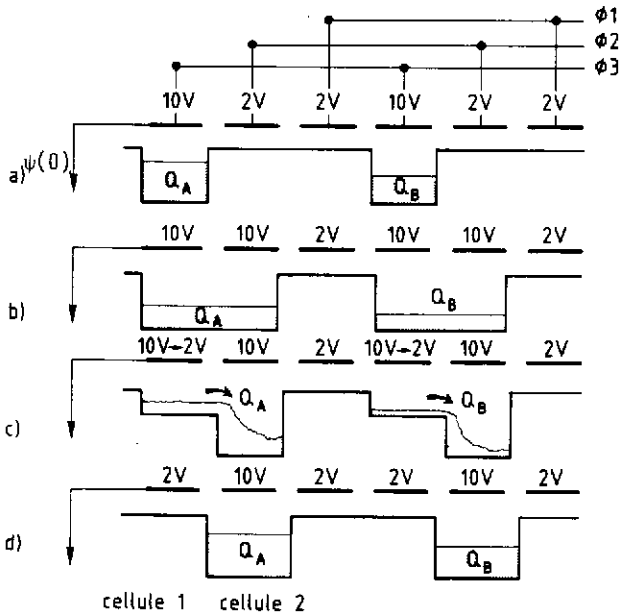 ϕ1
ϕ2
ϕ3
10V 2V 2V 10V 2V 2V
ψ(0)
a) Q_A Q_B
10V 10V 2V 10V 10V 2V
b) Q_A Q_B
10V→2V 10V 2V 10V→2V 10V 2V
c) Q_A Q_B
2V 10V 2V 2V 10V 2V
d) Q_A Q_B
cellule 1 cellule 2